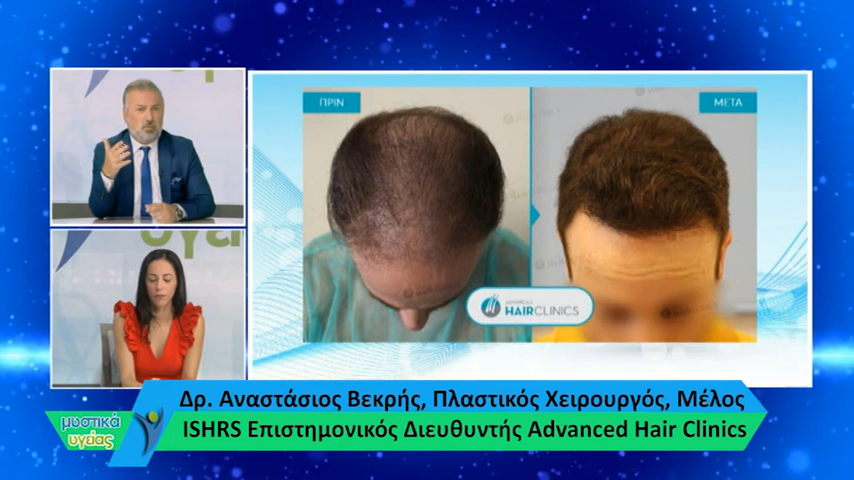 ΠΡΙΝ
ΜΕΤΑ
HAIRCLINICS
Δρ. Αναστάσιος Βεκρής, Πλαστικός Χειρουργός, Μέλος
ISHRS Επιστημονικός Διευθυντής Advanced Hair Clinics
μυστικά
υγείας